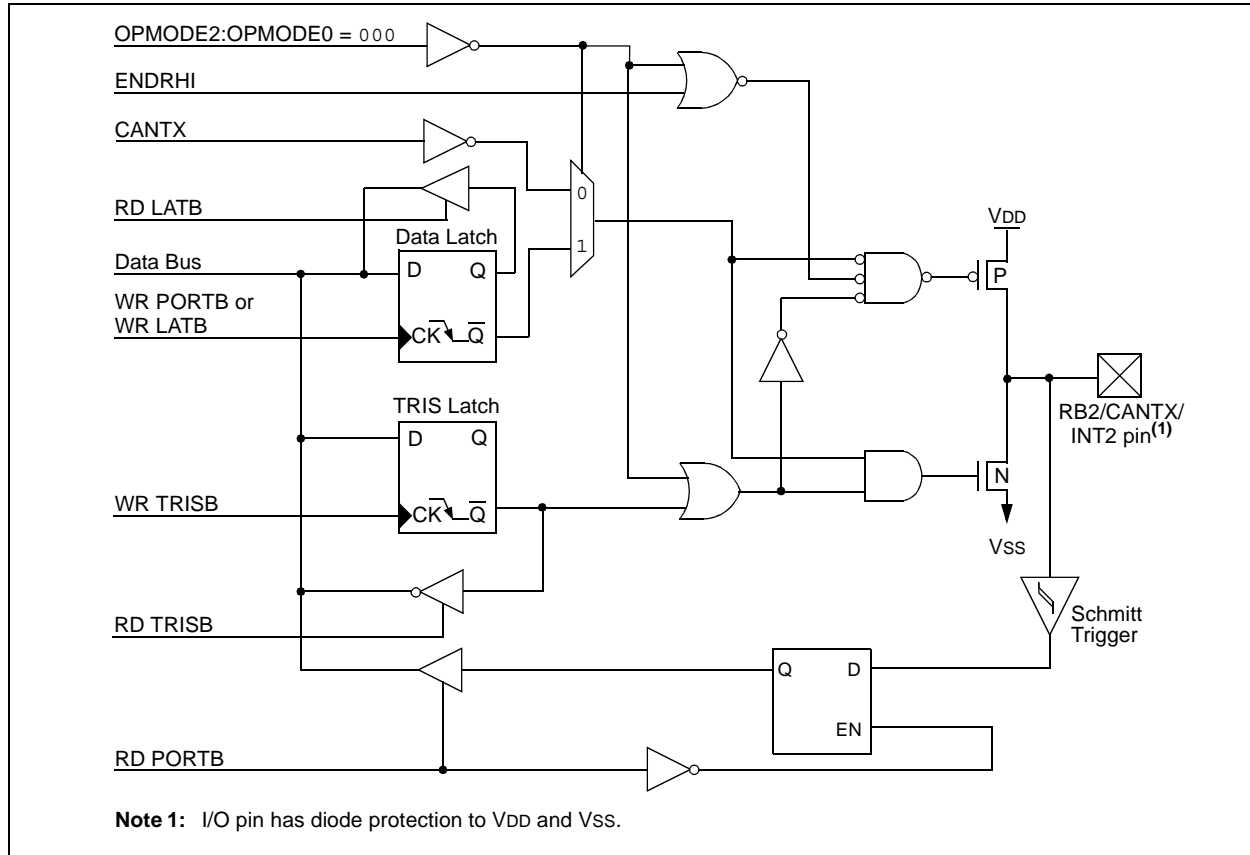 OPMODE2:OPMODE0 = 000
ENDRHI
CANTX
0
RD LATB
VDD
Data Latch
1
Data Bus
D Q
P
WR PORTB or
WR LATB
CK Q̅
TRIS Latch
RB2/CANTX/
INT2 pin(1)
D Q
N
WR TRISB
CK Q̅
VSS
Schmitt
Trigger
RD TRISB
Q D
EN
RD PORTB
Note 1: I/O pin has diode protection to VDD and VSS.